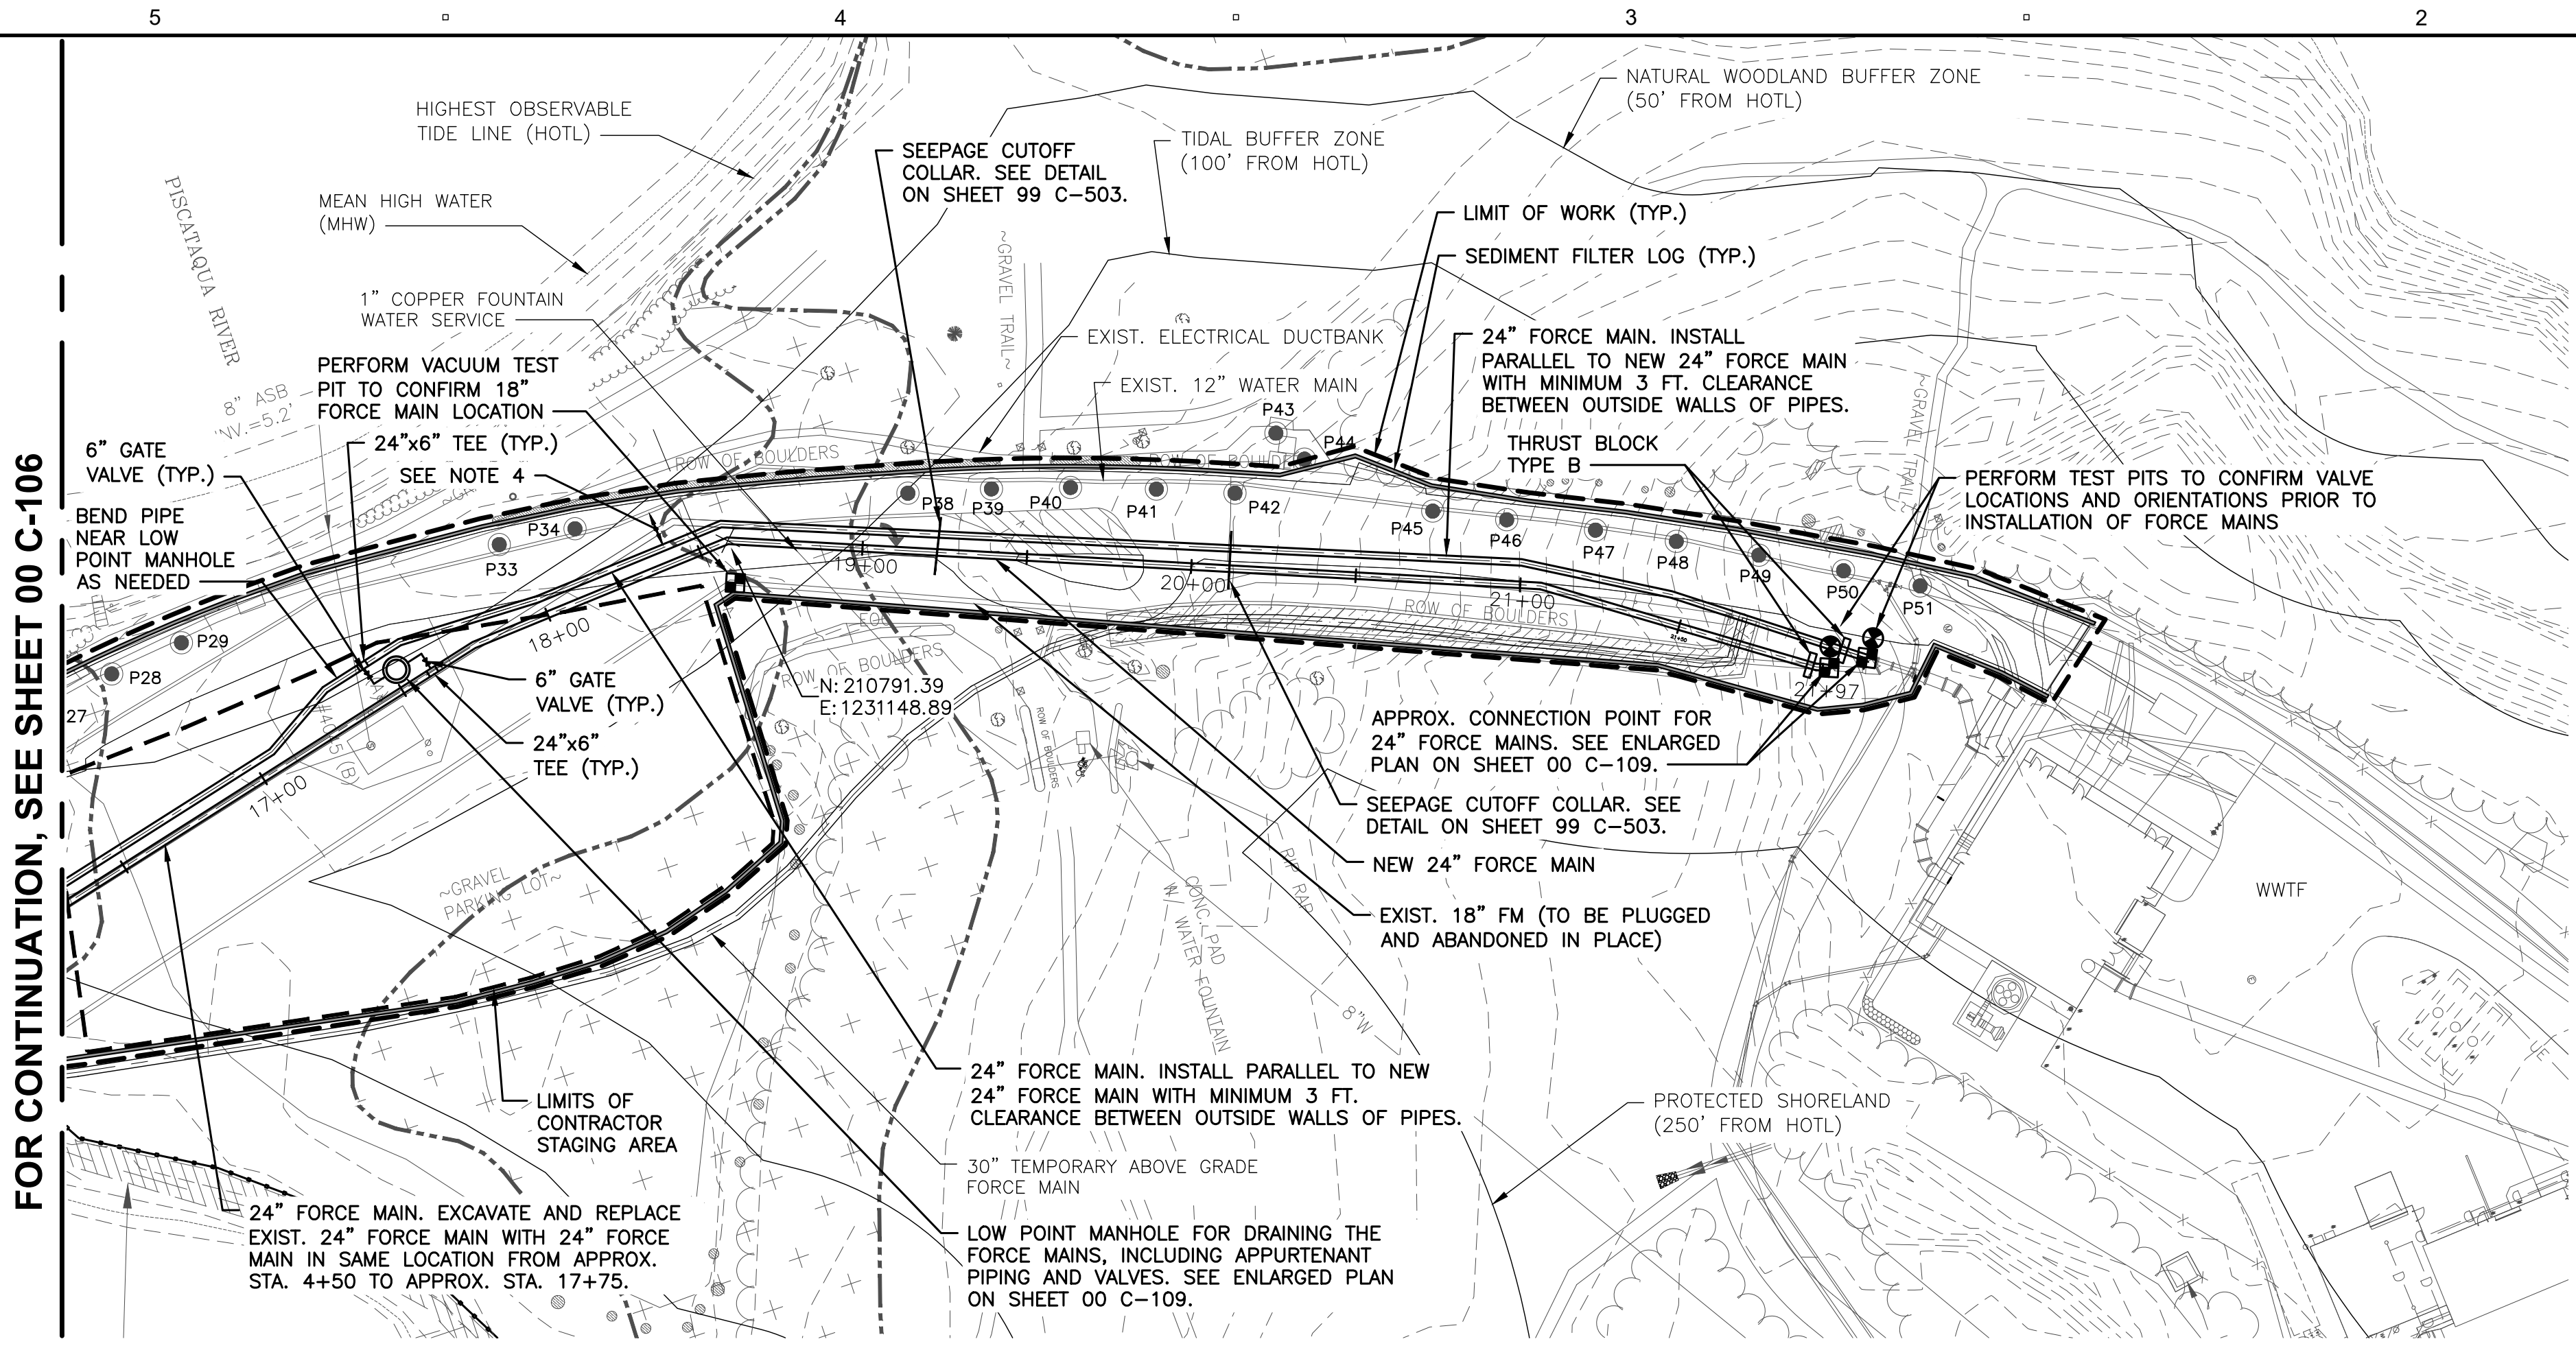 5
4
3
2
FOR CONTINUATION, SEE SHEET 00 C-106
HIGHEST OBSERVABLE
TIDE LINE (HOTL)
MEAN HIGH WATER
(MHW)
PISCATAQUA RIVER
1” COPPER FOUNTAIN
WATER SERVICE
SEEPAGE CUTOFF
COLLAR. SEE DETAIL
ON SHEET 99 C-503.
TIDAL BUFFER ZONE
(100’ FROM HOTL)
NATURAL WOODLAND BUFFER ZONE
(50’ FROM HOTL)
LIMIT OF WORK (TYP.)
SEDIMENT FILTER LOG (TYP.)
~GRAVEL TRAIL~
EXIST. ELECTRICAL DUCTBANK
EXIST. 12” WATER MAIN
24” FORCE MAIN. INSTALL
PARALLEL TO NEW 24” FORCE MAIN
WITH MINIMUM 3 FT. CLEARANCE
BETWEEN OUTSIDE WALLS OF PIPES.
THRUST BLOCK
TYPE B
~GRAVEL TRAIL~
PERFORM TEST PITS TO CONFIRM VALVE
LOCATIONS AND ORIENTATIONS PRIOR TO
INSTALLATION OF FORCE MAINS
PERFORM VACUUM TEST
PIT TO CONFIRM 18”
FORCE MAIN LOCATION
8” ASB
INV.=5.2’
24”x6” TEE (TYP.)
SEE NOTE 4
6” GATE
VALVE (TYP.)
BEND PIPE
NEAR LOW
POINT MANHOLE
AS NEEDED
ROW OF BOULDERS
ROW OF BOULDERS
P43
P44
P38
P39
P40
P41
P42
P45
P46
P47
P48
P49
P50
P51
P34
P33
P29
P28
27
17+00
18+00
19+00
20+00
21+00
21+50
21+97
ROW OF BOULDERS
ROW OF BOULDERS
ROW OF BOULDERS
N: 210791.39
E: 1231148.89
6” GATE
VALVE (TYP.)
24”x6”
TEE (TYP.)
APPROX. CONNECTION POINT FOR
24” FORCE MAINS. SEE ENLARGED
PLAN ON SHEET 00 C-109.
SEEPAGE CUTOFF COLLAR. SEE
DETAIL ON SHEET 99 C-503.
NEW 24” FORCE MAIN
EXIST. 18” FM (TO BE PLUGGED
AND ABANDONED IN PLACE)
~GRAVEL
PARKING LOT~
RIP RAP
CONC. PAD
W/ WATER FOUNTAIN
8”W
WWTF
UE
24” FORCE MAIN. INSTALL PARALLEL TO NEW
24” FORCE MAIN WITH MINIMUM 3 FT.
CLEARANCE BETWEEN OUTSIDE WALLS OF PIPES.
LIMITS OF
CONTRACTOR
STAGING AREA
30” TEMPORARY ABOVE GRADE
FORCE MAIN
PROTECTED SHORELAND
(250’ FROM HOTL)
24” FORCE MAIN. EXCAVATE AND REPLACE
EXIST. 24” FORCE MAIN WITH 24” FORCE
MAIN IN SAME LOCATION FROM APPROX.
STA. 4+50 TO APPROX. STA. 17+75.
LOW POINT MANHOLE FOR DRAINING THE
FORCE MAINS, INCLUDING APPURTENANT
PIPING AND VALVES. SEE ENLARGED PLAN
ON SHEET 00 C-109.